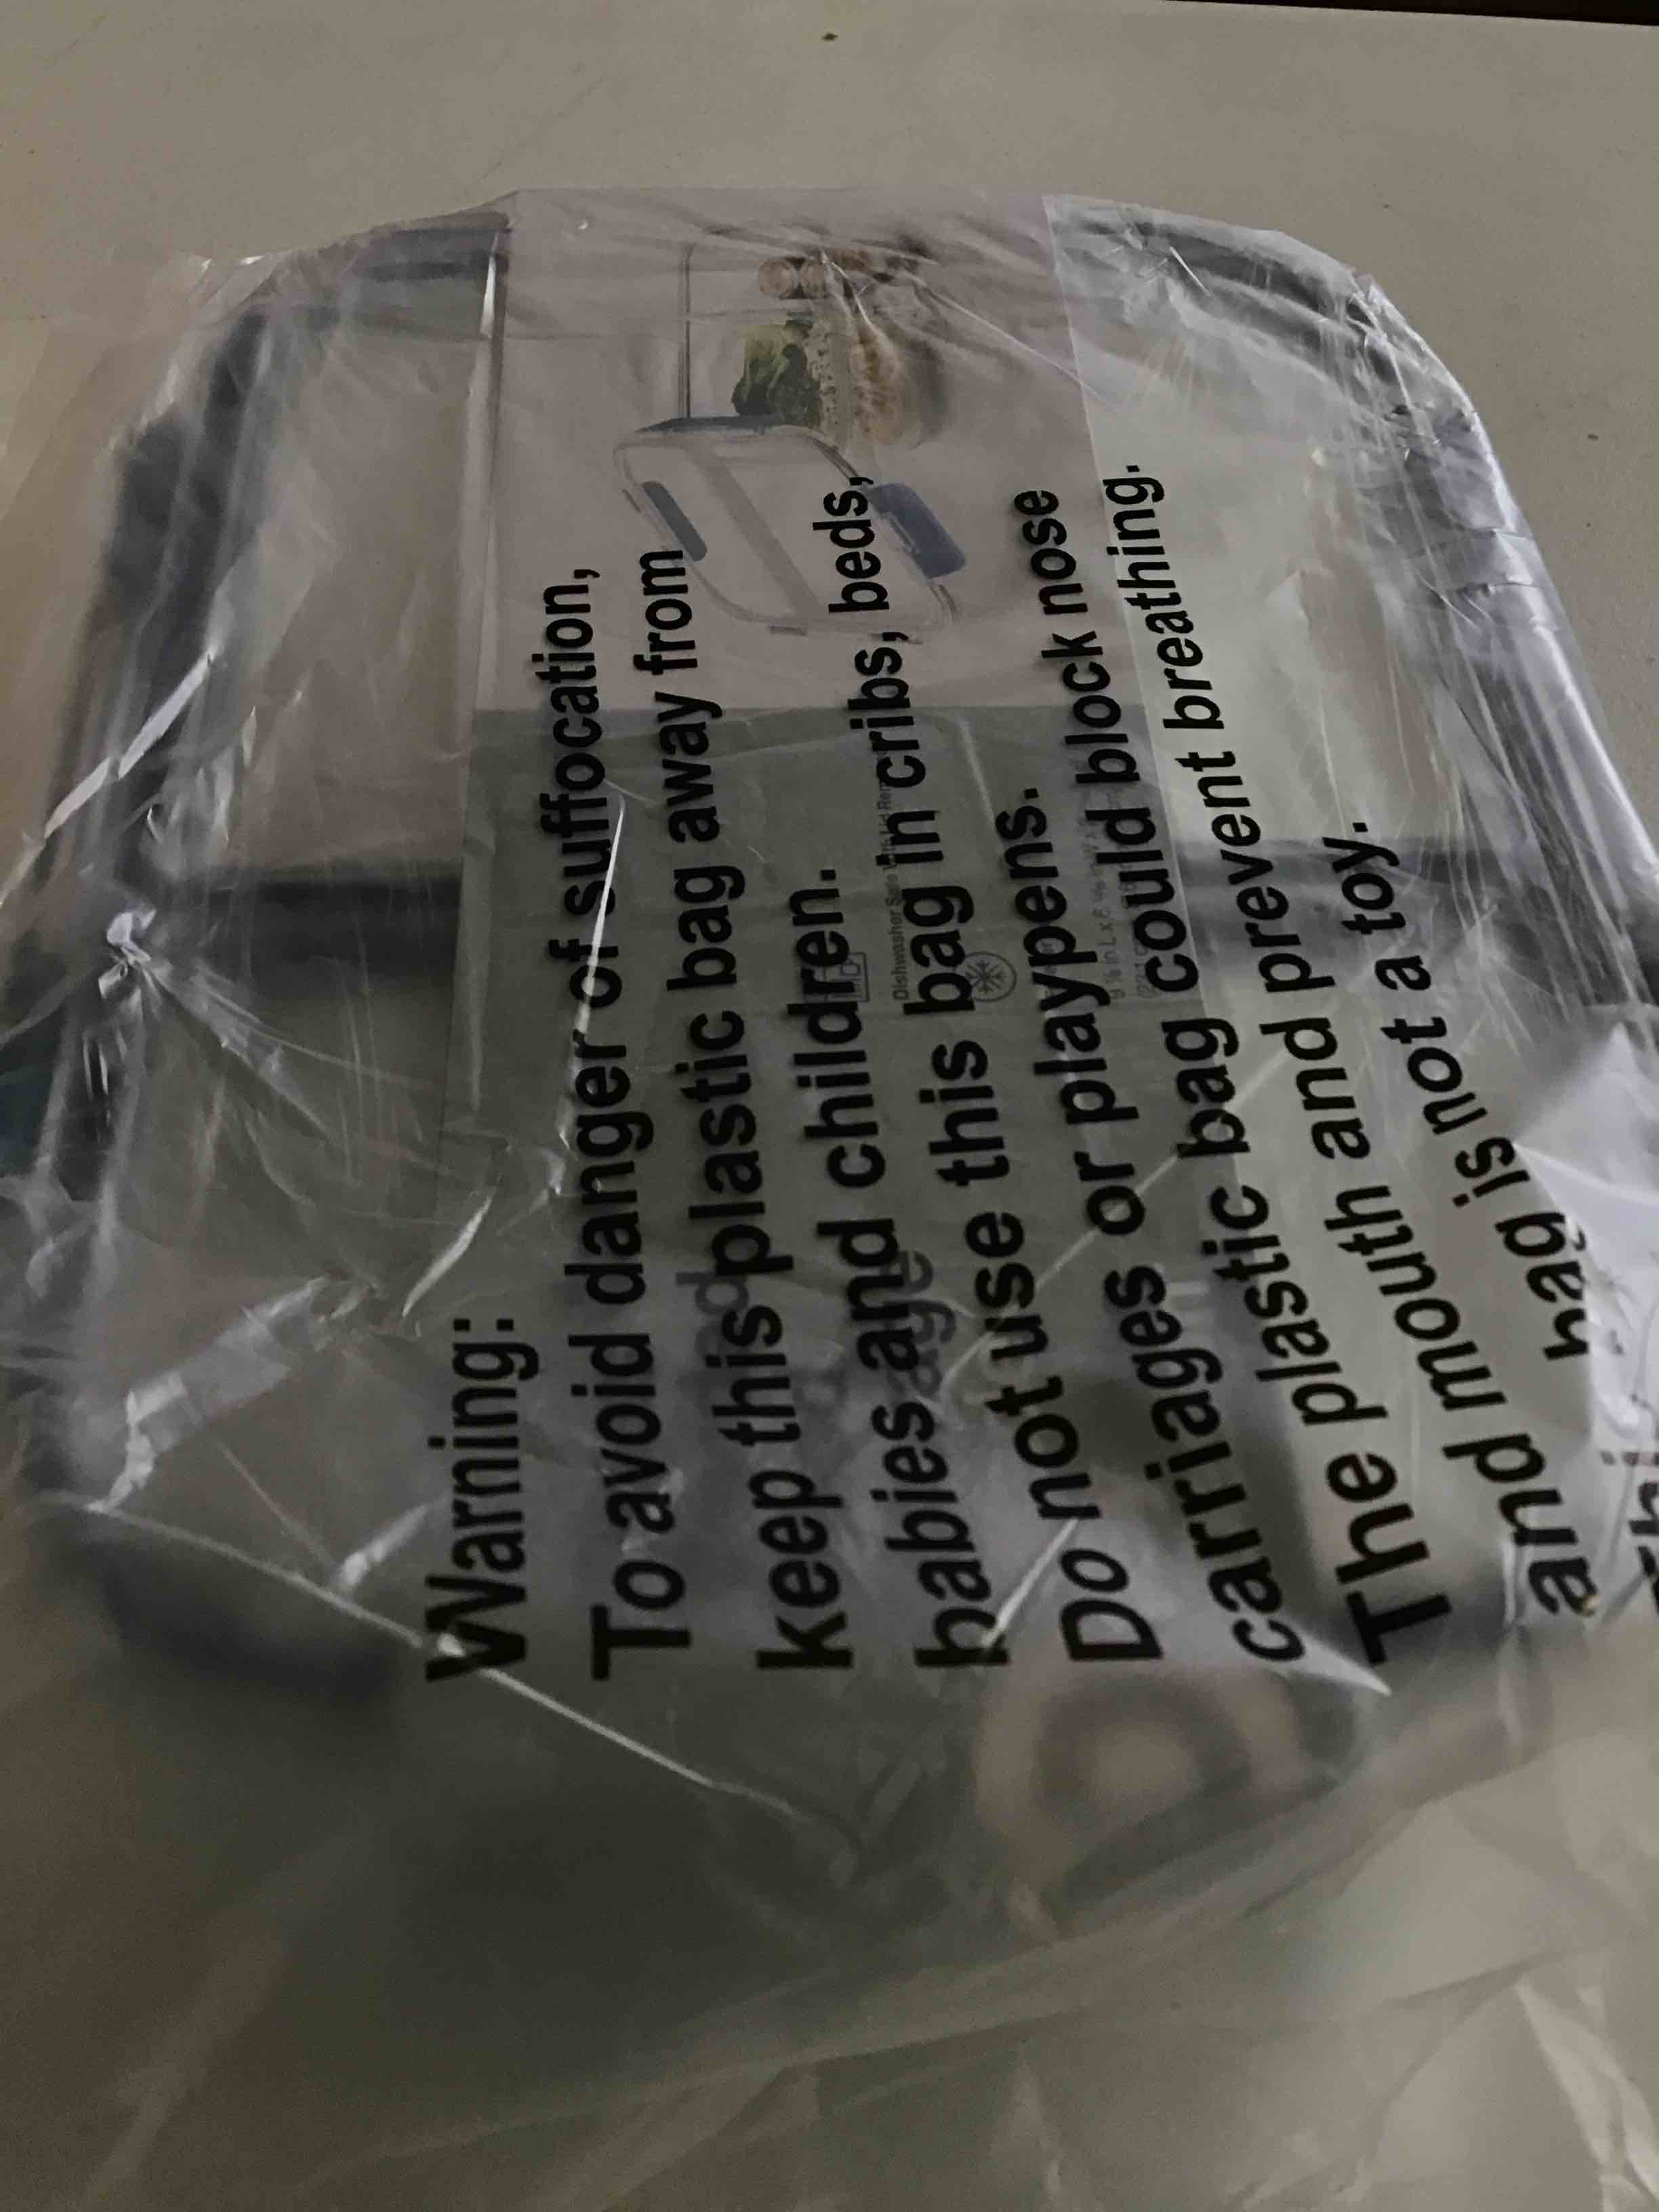 Warning:
To avoid danger of suffocation,
keep this plastic bag away from
babies and children.
Do not use this bag in cribs, beds,
carriages or playpens.
The plastic bag could block nose
and mouth and prevent breathing.
bag is not a toy.
Dishwasher Safe